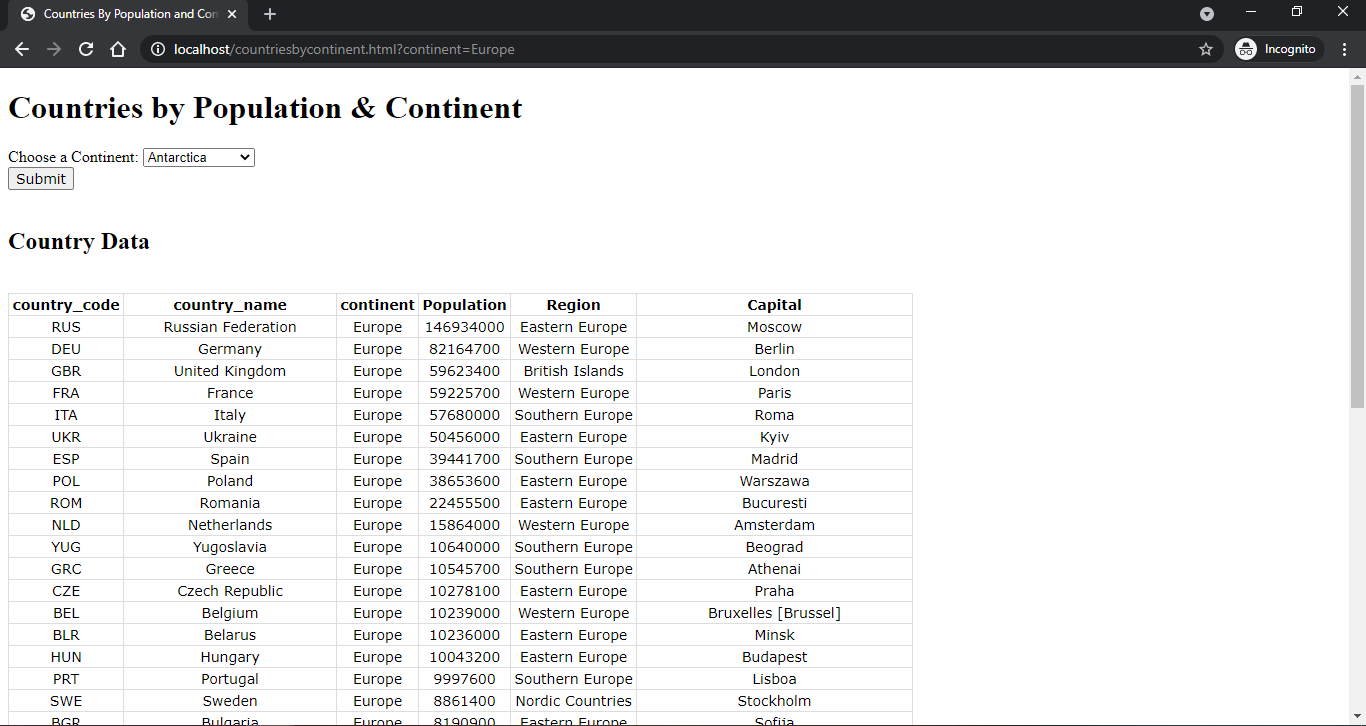 Countries By Population and Con
localhost/countriesbycontinent.html?continent=Europe
Incognito
Countries by Population & Continent
Choose a Continent: Antarctica
Submit
Country Data
country_code country_name continent Population Region Capital
RUS Russian Federation Europe 146934000 Eastern Europe Moscow
DEU Germany Europe 82164700 Western Europe Berlin
GBR United Kingdom Europe 59623400 British Islands London
FRA France Europe 59225700 Western Europe Paris
ITA Italy Europe 57680000 Southern Europe Roma
UKR Ukraine Europe 50456000 Eastern Europe Kyiv
ESP Spain Europe 39441700 Southern Europe Madrid
POL Poland Europe 38653600 Eastern Europe Warszawa
ROM Romania Europe 22455500 Eastern Europe Bucuresti
NLD Netherlands Europe 15864000 Western Europe Amsterdam
YUG Yugoslavia Europe 10640000 Southern Europe Beograd
GRC Greece Europe 10545700 Southern Europe Athenai
CZE Czech Republic Europe 10278100 Eastern Europe Praha
BEL Belgium Europe 10239000 Western Europe Bruxelles [Brussel]
BLR Belarus Europe 10236000 Eastern Europe Minsk
HUN Hungary Europe 10043200 Eastern Europe Budapest
PRT Portugal Europe 9997600 Southern Europe Lisboa
SWE Sweden Europe 8861400 Nordic Countries Stockholm
BGR Bulgaria Europe 8190900 Eastern Europe Sofija